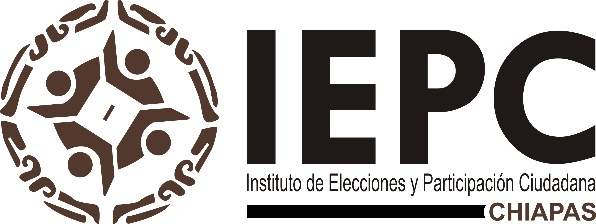 IEPC
Instituto de Elecciones y Participación Ciudadana
CHIAPAS